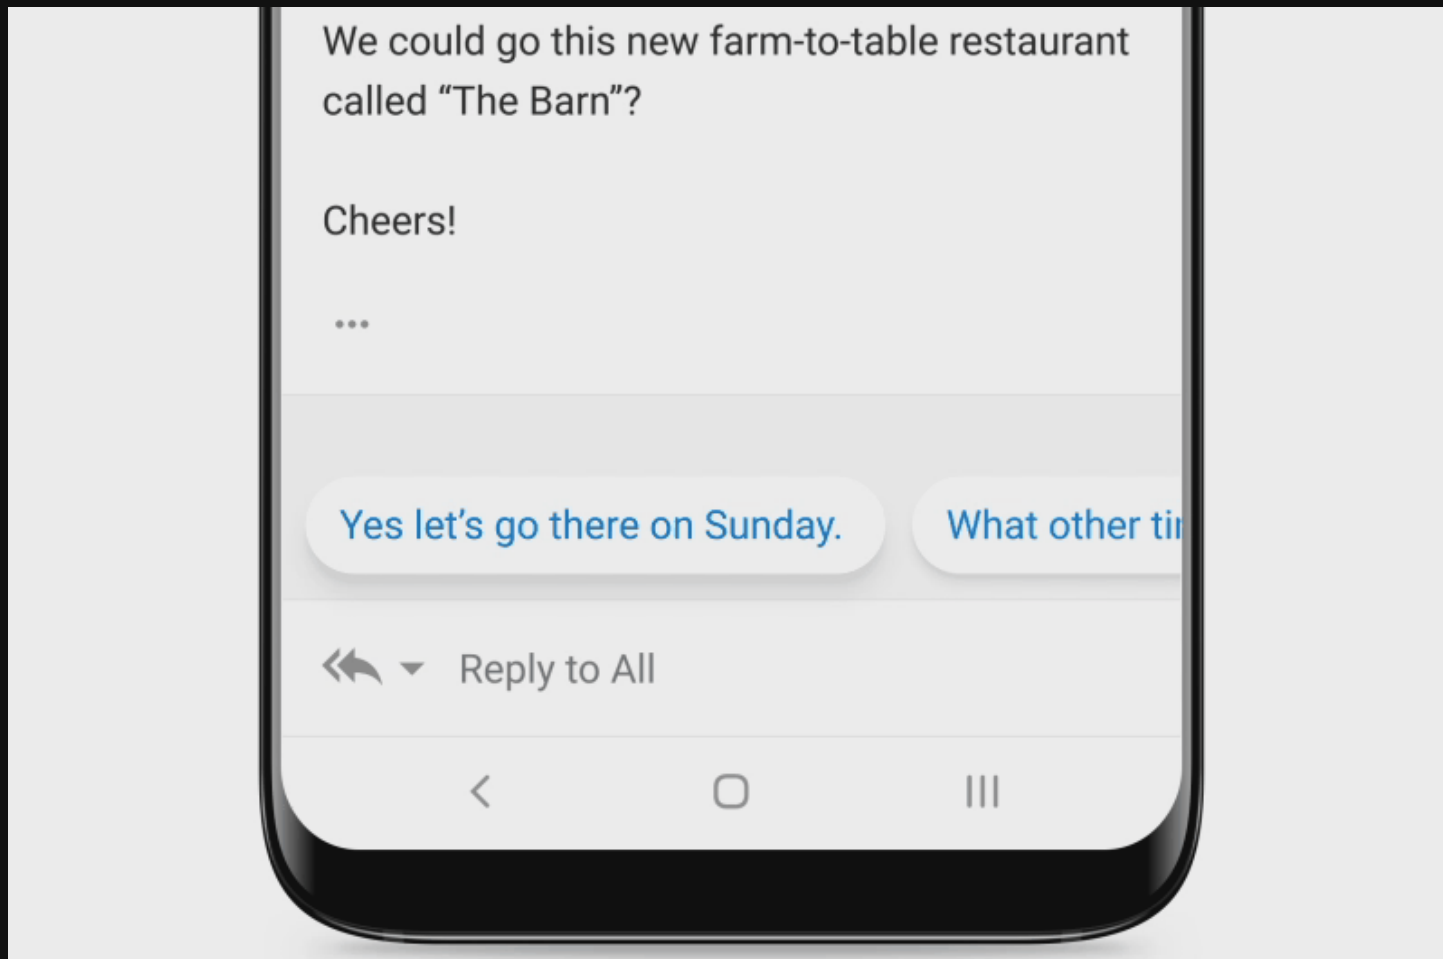 We could go this new farm-to-table restaurant
called “The Barn”?
Cheers!
Yes let’s go there on Sunday.
What other
Reply to All